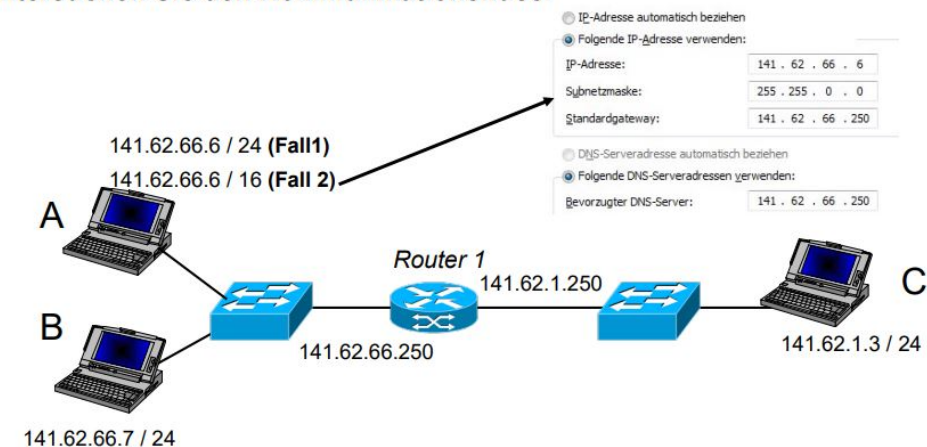 IP-Adresse automatisch beziehen
Folgende IP-Adresse verwenden:
IP-Adresse: 141 . 62 . 66 . 6
Subnetzmaske: 255 . 255 . 0 . 0
Standardgateway: 141 . 62 . 66 . 250
DNS-Serveradresse automatisch beziehen
Folgende DNS-Serveradressen verwenden:
Bevorzugter DNS-Server: 141 . 62 . 66 . 250
141.62.66.6 / 24 (Fall1)
141.62.66.6 / 16 (Fall 2)
A
Router 1
141.62.1.250
C
B
141.62.66.250
141.62.1.3 / 24
141.62.66.7 / 24